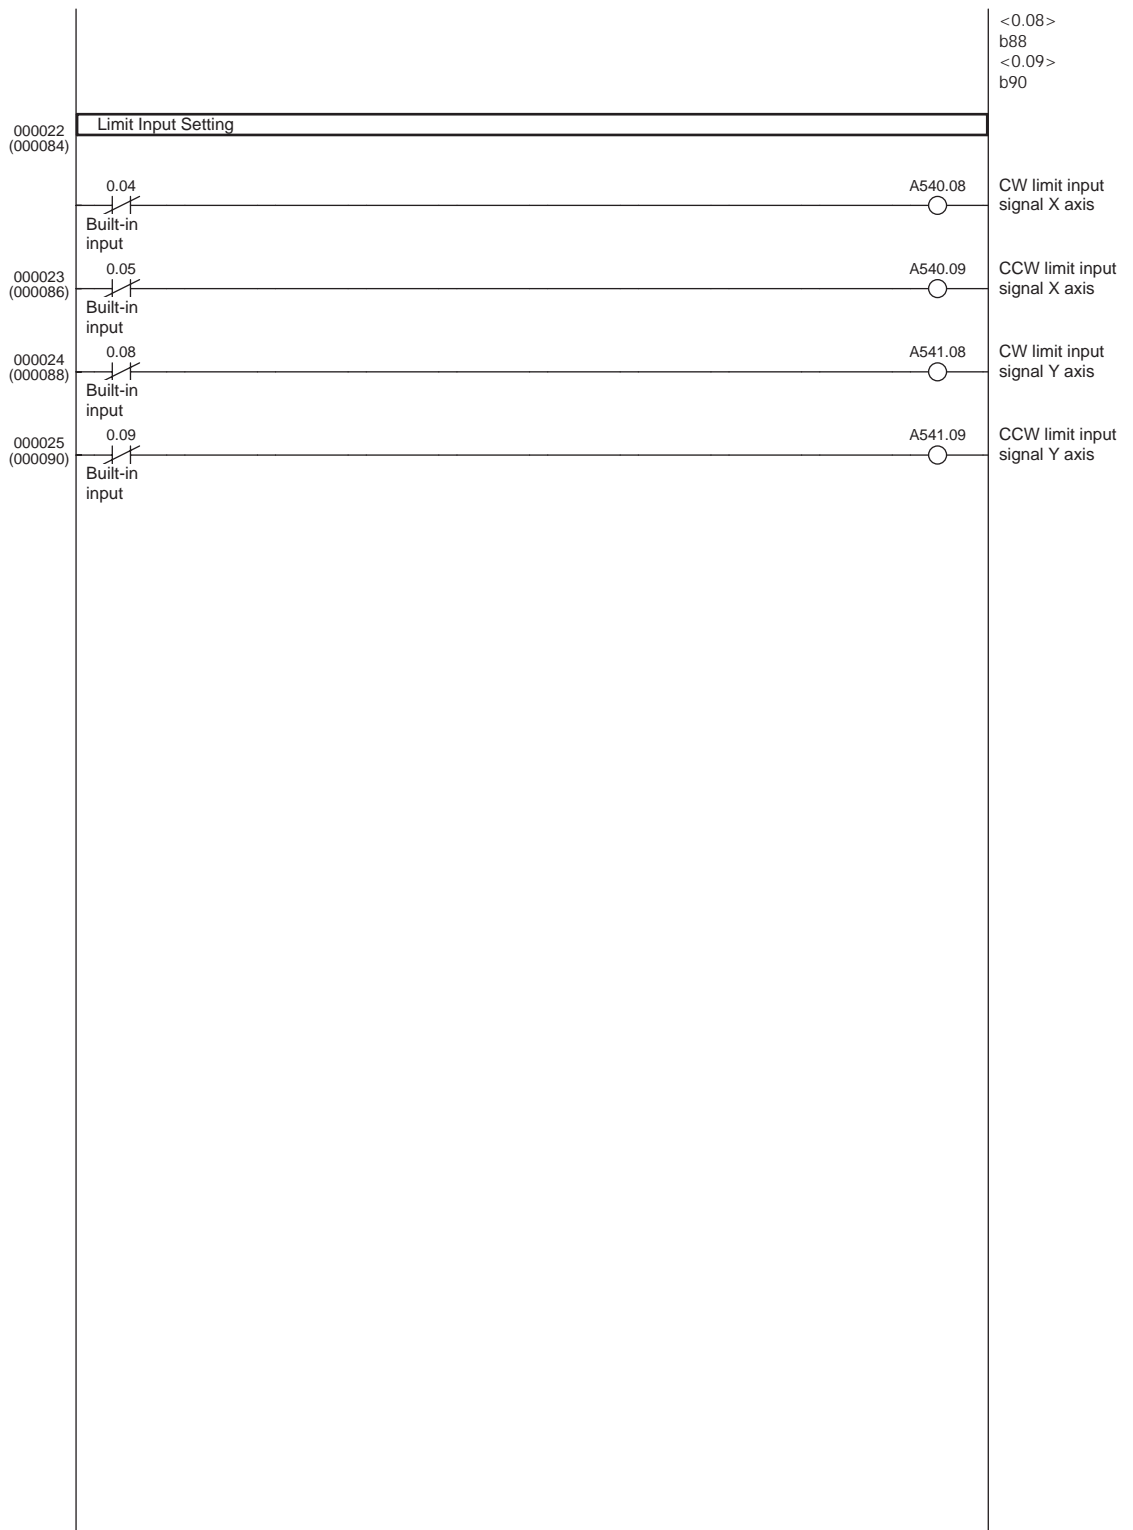 <0.08>
b88
<0.09>
b90
000022
(000084)
Limit Input Setting
0.04
Built-in
input
A540.08
CW limit input
signal X axis
000023
(000086)
0.05
Built-in
input
A540.09
CCW limit input
signal X axis
000024
(000088)
0.08
Built-in
input
A541.08
CW limit input
signal Y axis
000025
(000090)
0.09
Built-in
input
A541.09
CCW limit input
signal Y axis